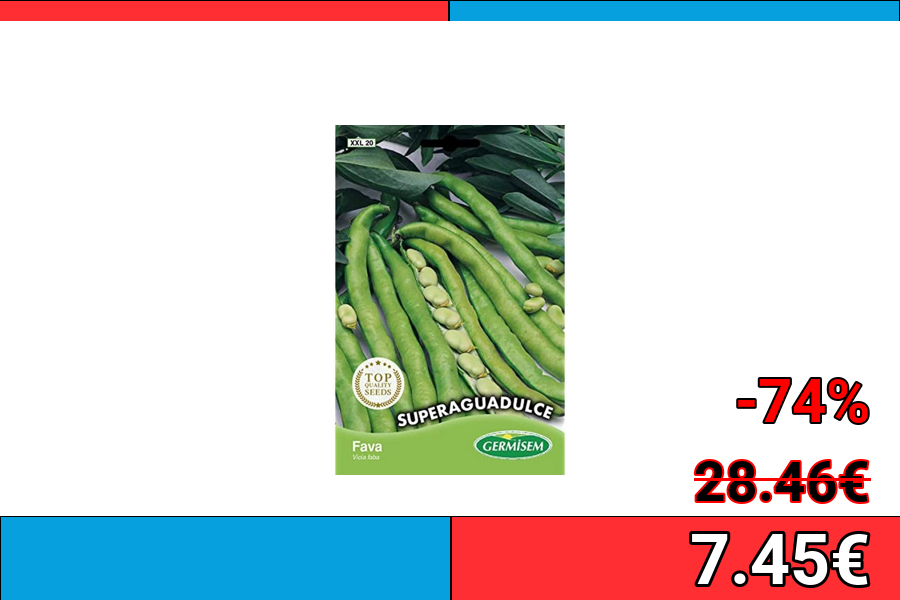 XXL 20
TOP
QUALITY
SEEDS
SUPERAGUADULCE
Fava
Vicia faba
GERMISEM
-74%
28.46€
7.45€